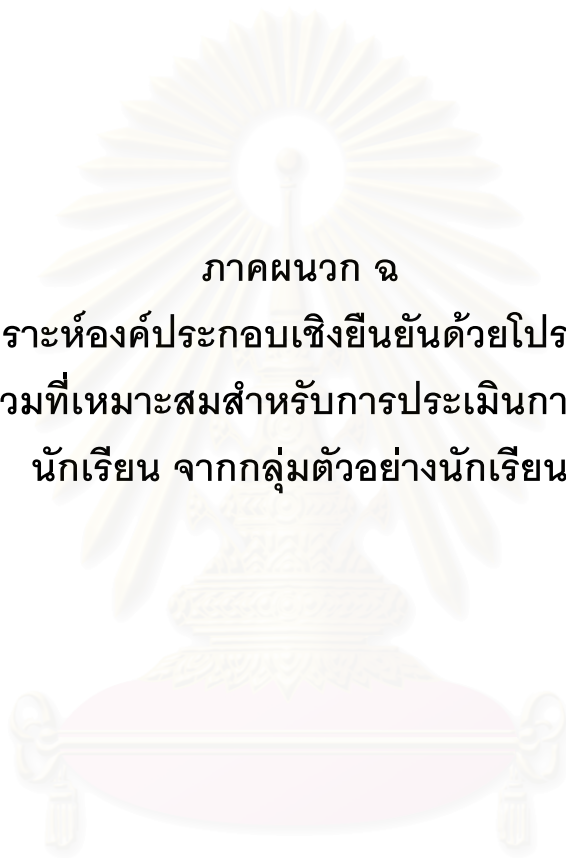 ภาคผนวก ฉ
ราะห์องค์ประกอบเชิงยืนยันด้วยโปร
วมที่เหมาะสมสำหรับการประเมินกา
นักเรียน จากกลุ่มตัวอย่างนักเรียน